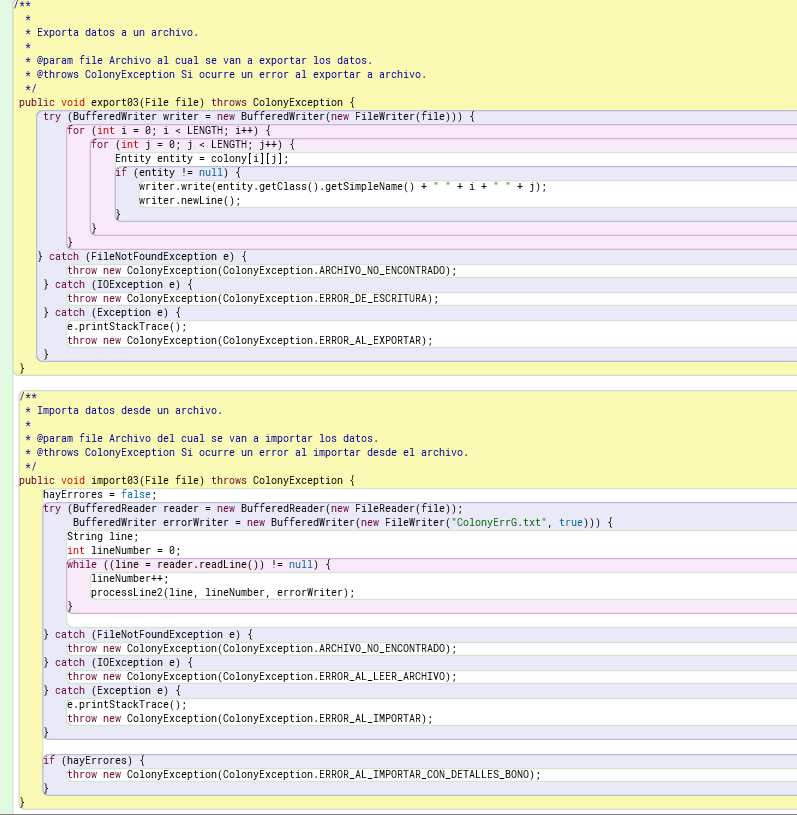 /**
 *
 * Exporta datos a un archivo.
 *
 * @param file Archivo al cual se van a exportar los datos.
 * @throws ColonyException Si ocurre un error al exportar a archivo.
 */
public void export03(File file) throws ColonyException {
    try (BufferedWriter writer = new BufferedWriter(new FileWriter(file))) {
        for (int i = 0; i < LENGTH; i++) {
            for (int j = 0; j < LENGTH; j++) {
                Entity entity = colony[i][j];
                if (entity != null) {
                    writer.write(entity.getClass().getSimpleName() + " " + i + " " + j);
                    writer.newLine();
                }
            }
        }
   } catch (FileNotFoundException e) {
        throw new ColonyException(ColonyException.ARCHIVO_NO_ENCONTRADO);
    } catch (IOException e) {
        throw new ColonyException(ColonyException.ERROR_DE_ESCRITURA);
    } catch (Exception e) {
        e.printStackTrace();
        throw new ColonyException(ColonyException.ERROR_AL_EXPORTAR);
    }
}
/**
 * Importa datos desde un archivo.
 *
 * @param file Archivo del cual se van a importar los datos.
 * @throws ColonyException Si ocurre un error al importar desde el archivo.
 */
public void import03(File file) throws ColonyException {
    hayErrores = false;
    try (BufferedReader reader = new BufferedReader(new FileReader(file));
         BufferedWriter errorWriter = new BufferedWriter(new FileWriter("ColonyErrG.txt", true))) {
        String line;
        int lineNumber = 0;
        while ((line = reader.readLine()) != null) {
            lineNumber++;
            processLine2(line, lineNumber, errorWriter);
        }
    } catch (FileNotFoundException e) {
        throw new ColonyException(ColonyException.ARCHIVO_NO_ENCONTRADO);
    } catch (IOException e) {
        throw new ColonyException(ColonyException.ERROR_AL_LEER_ARCHIVO);
    } catch (Exception e) {
        e.printStackTrace();
        throw new ColonyException(ColonyException.ERROR_AL_IMPORTAR);
    }
    if (hayErrores) {
        throw new ColonyException(ColonyException.ERROR_AL_IMPORTAR_CON_DETALLES_BONO);
    }
}